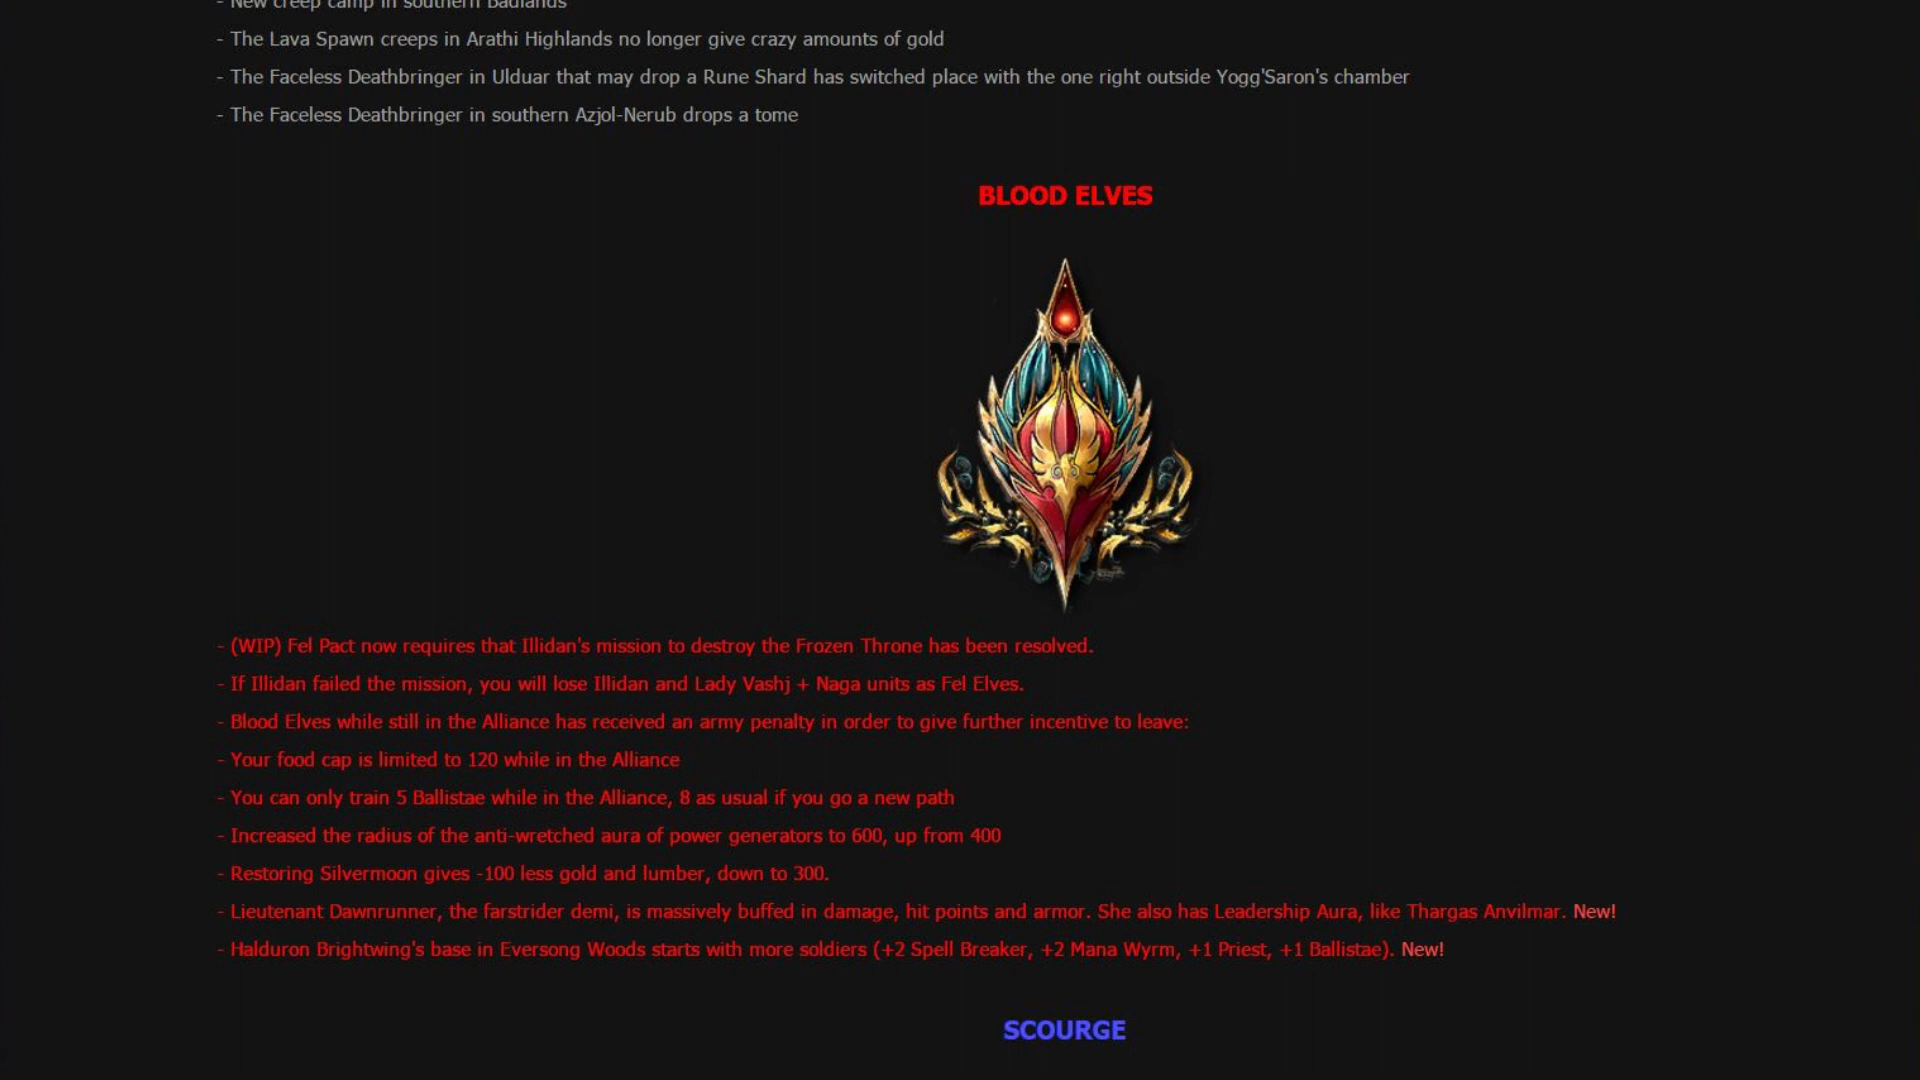 - New creep camp in southern Badlands
- The Lava Spawn creeps in Arathi Highlands no longer give crazy amounts of gold
- The Faceless Deathbringer in Ulduar that may drop a Rune Shard has switched place with the one right outside Yogg'Saron's chamber
- The Faceless Deathbringer in southern Azjol-Nerub drops a tome
BLOOD ELVES
- (WIP) Fel Pact now requires that Illidan's mission to destroy the Frozen Throne has been resolved.
- If Illidan failed the mission, you will lose Illidan and Lady Vashj + Naga units as Fel Elves.
- Blood Elves while still in the Alliance has received an army penalty in order to give further incentive to leave:
- Your food cap is limited to 120 while in the Alliance
- You can only train 5 Ballistae while in the Alliance, 8 as usual if you go a new path
- Increased the radius of the anti-wretched aura of power generators to 600, up from 400
- Restoring Silvermoon gives -100 less gold and lumber, down to 300.
- Lieutenant Dawnrunner, the farstrider demi, is massively buffed in damage, hit points and armor. She also has Leadership Aura, like Thargas Anvilmar. New!
- Halduron Brightwing's base in Eversong Woods starts with more soldiers (+2 Spell Breaker, +2 Mana Wyrm, +1 Priest, +1 Ballistae). New!
SCOURGE